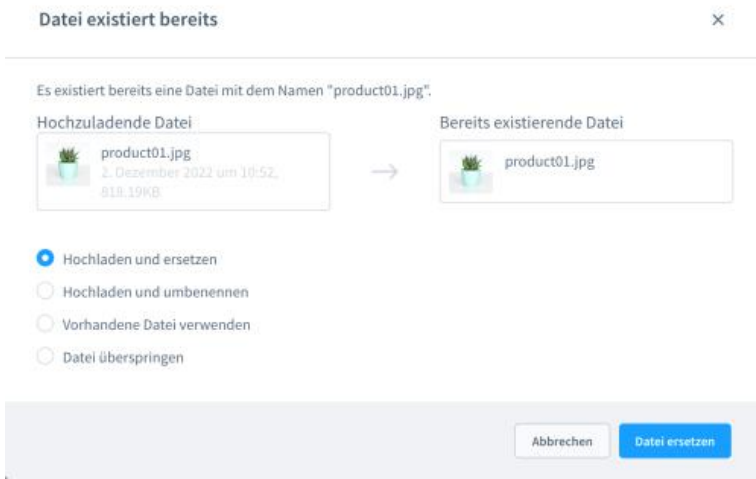 Datei existiert bereits
Es existiert bereits eine Datei mit dem Namen "product01.jpg".
Hochzuladende Datei
Bereits existierende Datei
product01.jpg
2. Dezember 2022 um 10:52,
818.19KB
product01.jpg
Hochladen und ersetzen
Hochladen und umbenennen
Vorhandene Datei verwenden
Datei überspringen
Abbrechen
Datei ersetzen